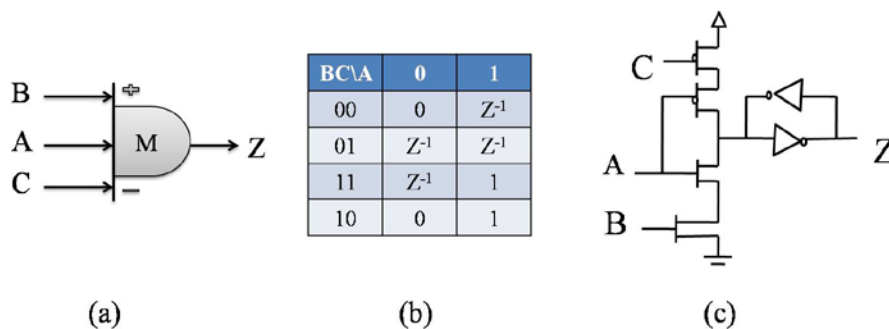 B
+
A
M
Z
C
−
BC\A 0 1
00 0 Z⁻¹
01 Z⁻¹ Z⁻¹
11 Z⁻¹ 1
10 0 1
C
A
B
Z
(a) (b) (c)